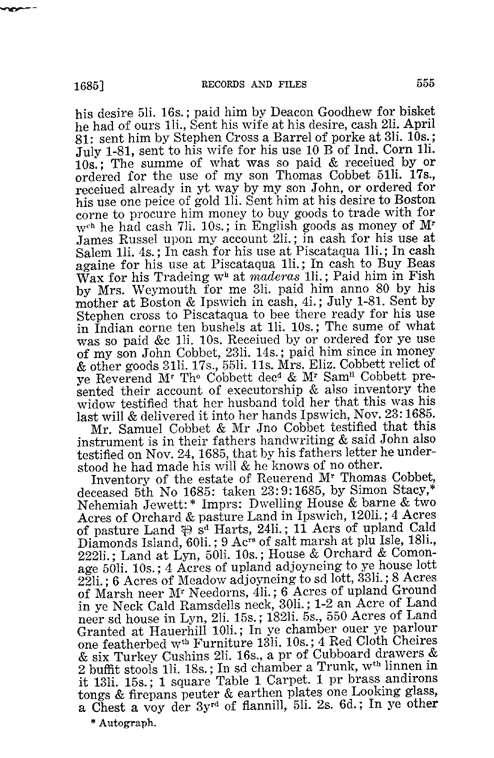 1685] RECORDS AND FILES 555
his desire 5li. 16s.; paid him by Deacon Goodhew for bisket
he had of ours 1li., Sent his wife at his desire, cash 2li. April
81: sent him by Stephen Cross a Barrel of porke at 3li. 10s.;
July 1-81, sent to his wife for his use 10 B of Ind. Corn 1li.
10s.; The summe of what was so paid & receiued by or
ordered for the use of my son Thomas Cobbet 51li. 17s.,
receiued already in yt way by my son John, or ordered for
his use one peice of gold 1li. Sent him at his desire to Boston
corne to procure him money to buy goods to trade with for
wᶜʰ he had cash 7li. 10s.; in English goods as money of Mʳ
James Russel upon my account 2li.; in cash for his use at
Salem 1li. 4s.; In cash for his use at Piscataqua 1li.; In cash
againe for his use at Piscataqua 1li.; In cash to Buy Beas
Wax for his Tradeing wʰ at maderas 1li.; Paid him in Fish
by Mrs. Weymouth for me 3li. paid him anno 80 by his
mother at Boston & Ipswich in cash, 4i.; July 1-81. Sent by
Stephen cross to Piscataqua to bee there ready for his use
in Indian corne ten bushels at 1li. 10s.; The sume of what
was so paid &c 1li. 10s. Receiued by or ordered for ye use
of my son John Cobbet, 23li. 14s.; paid him since in money
& other goods 31li. 17s., 55li. 11s. Mrs. Eliz. Cobbett relict of
ye Reverend Mʳ Thᵒ Cobbett decᵈ & Mʳ Samˡˡ Cobbett pre-
sented their account of executorship & also inventory the
widow testified that her husband told her that this was his
last will & delivered it into her hands Ipswich, Nov. 23: 1685.
Mr. Samuel Cobbet & Mr Jno Cobbet testified that this
instrument is in their fathers handwriting & said John also
testified on Nov. 24, 1685, that by his fathers letter he under-
stood he had made his will & he knows of no other.
Inventory of the estate of Reuerend Mʳ Thomas Cobbet,
deceased 5th No 1685: taken 23:9:1685, by Simon Stacy,*
Nehemiah Jewett:* Imprs: Dwelling House & barne & two
Acres of Orchard & pasture Land in Ipswich, 120li.; 4 Acres
of pasture Land ⅌ sᵈ Harts, 24li.; 11 Acrs of upland Cald
Diamonds Island, 60li.; 9 Acʳˢ of salt marsh at plu Isle, 18li.,
222li.; Land at Lyn, 50li. 10s.; House & Orchard & Comon-
age 50li. 10s.; 4 Acres of upland adjoyneing to ye house lott
22li.; 6 Acres of Meadow adjoyneing to sd lott, 33li.; 8 Acres
of Marsh neer Mʳ Needorns, 4li.; 6 Acres of upland Ground
in ye Neck Cald Ramsdells neck, 30li.; 1-2 an Acre of Land
neer sd house in Lyn, 2li. 15s.; 182li. 5s., 550 Acres of Land
Granted at Hauerhill 10li.; In ye chamber ouer ye parlour
one featherbed wᵗʰ Furniture 13li. 10s.; 4 Red Cloth Cheires
& six Turkey Cushins 2li. 16s., a pr of Cubboard drawers &
2 buffit stools 1li. 18s.; In sd chamber a Trunk, wᵗʰ linnen in
it 13li. 15s.; 1 square Table 1 Carpet. 1 pr brass andirons
tongs & firepans peuter & earthen plates one Looking glass,
a Chest a voy der 3yʳᵈ of flannill, 5li. 2s. 6d.; In ye other
* Autograph.